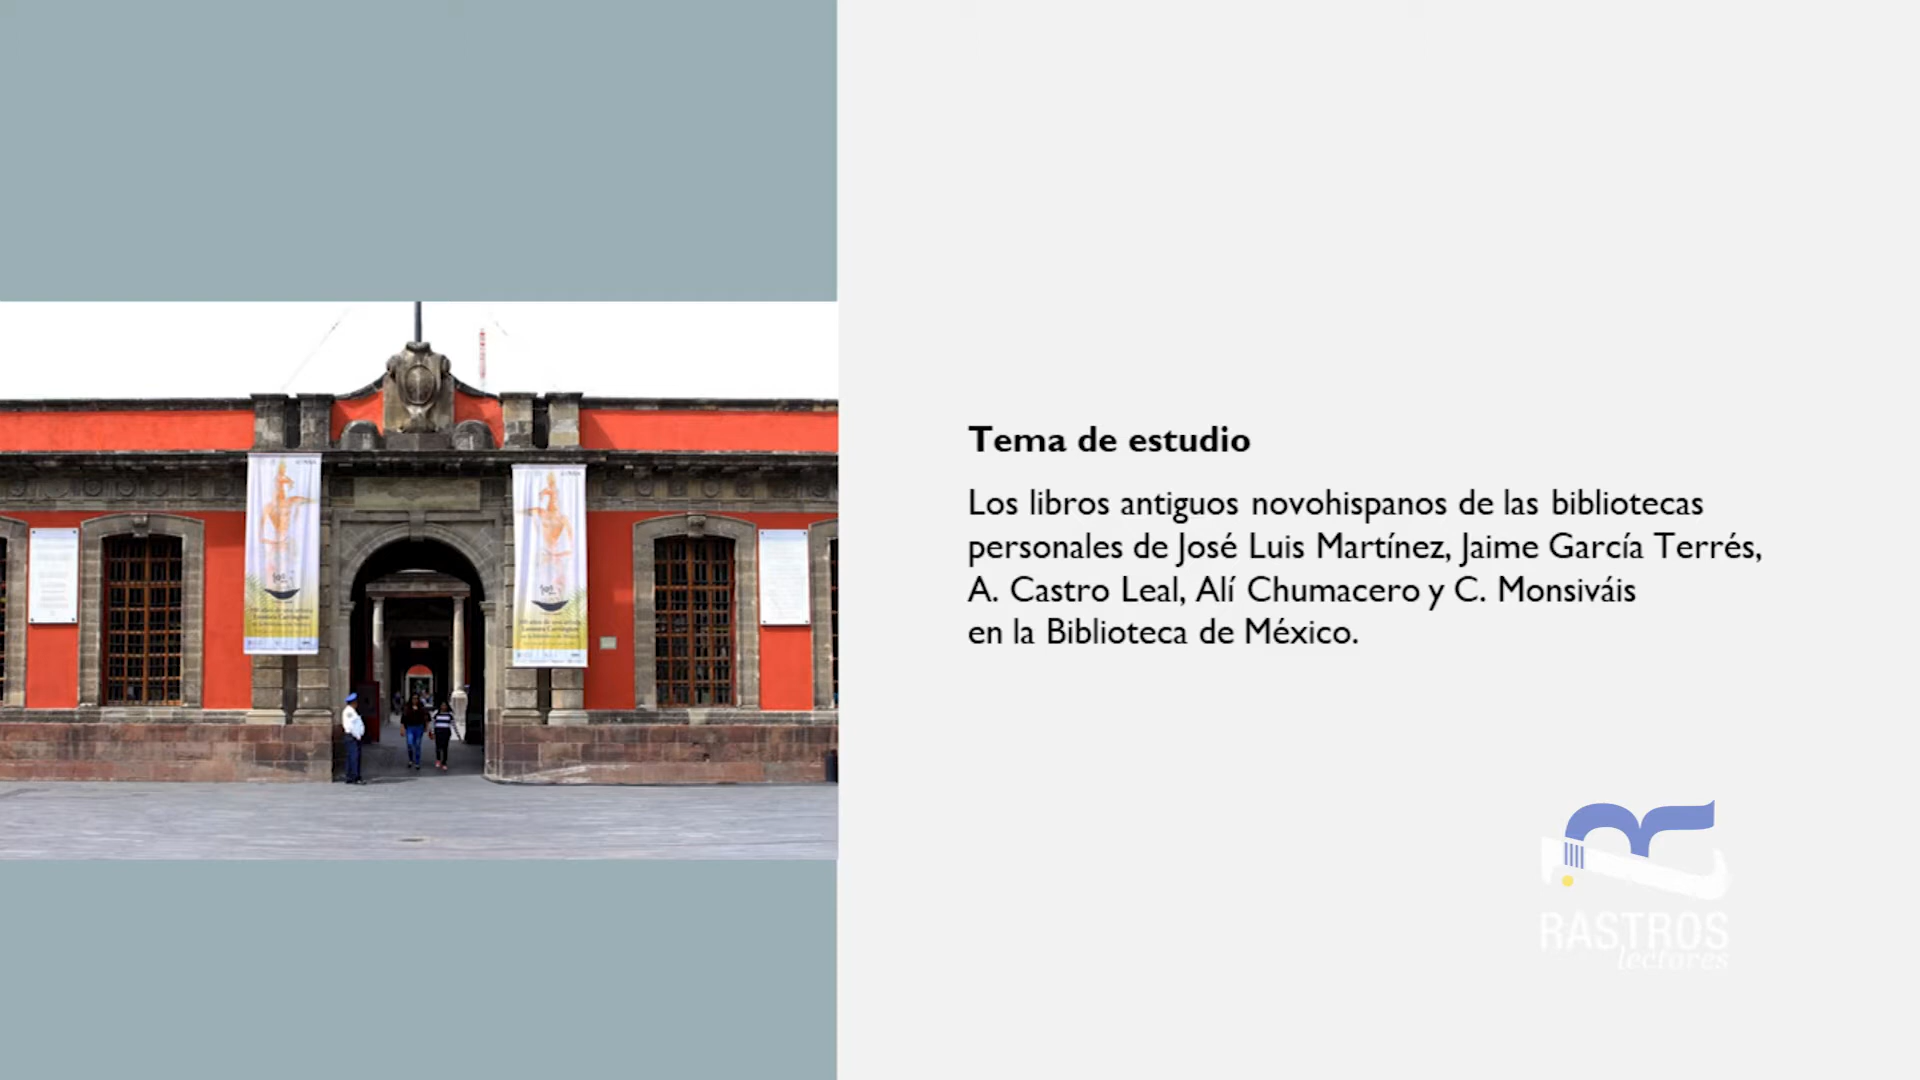 Tema de estudio
Los libros antiguos novohispanos de las bibliotecas
personales de José Luis Martínez, Jaime García Terrés,
A. Castro Leal, Alí Chumacero y C. Monsiváis
en la Biblioteca de México.
RASTROS
lectores